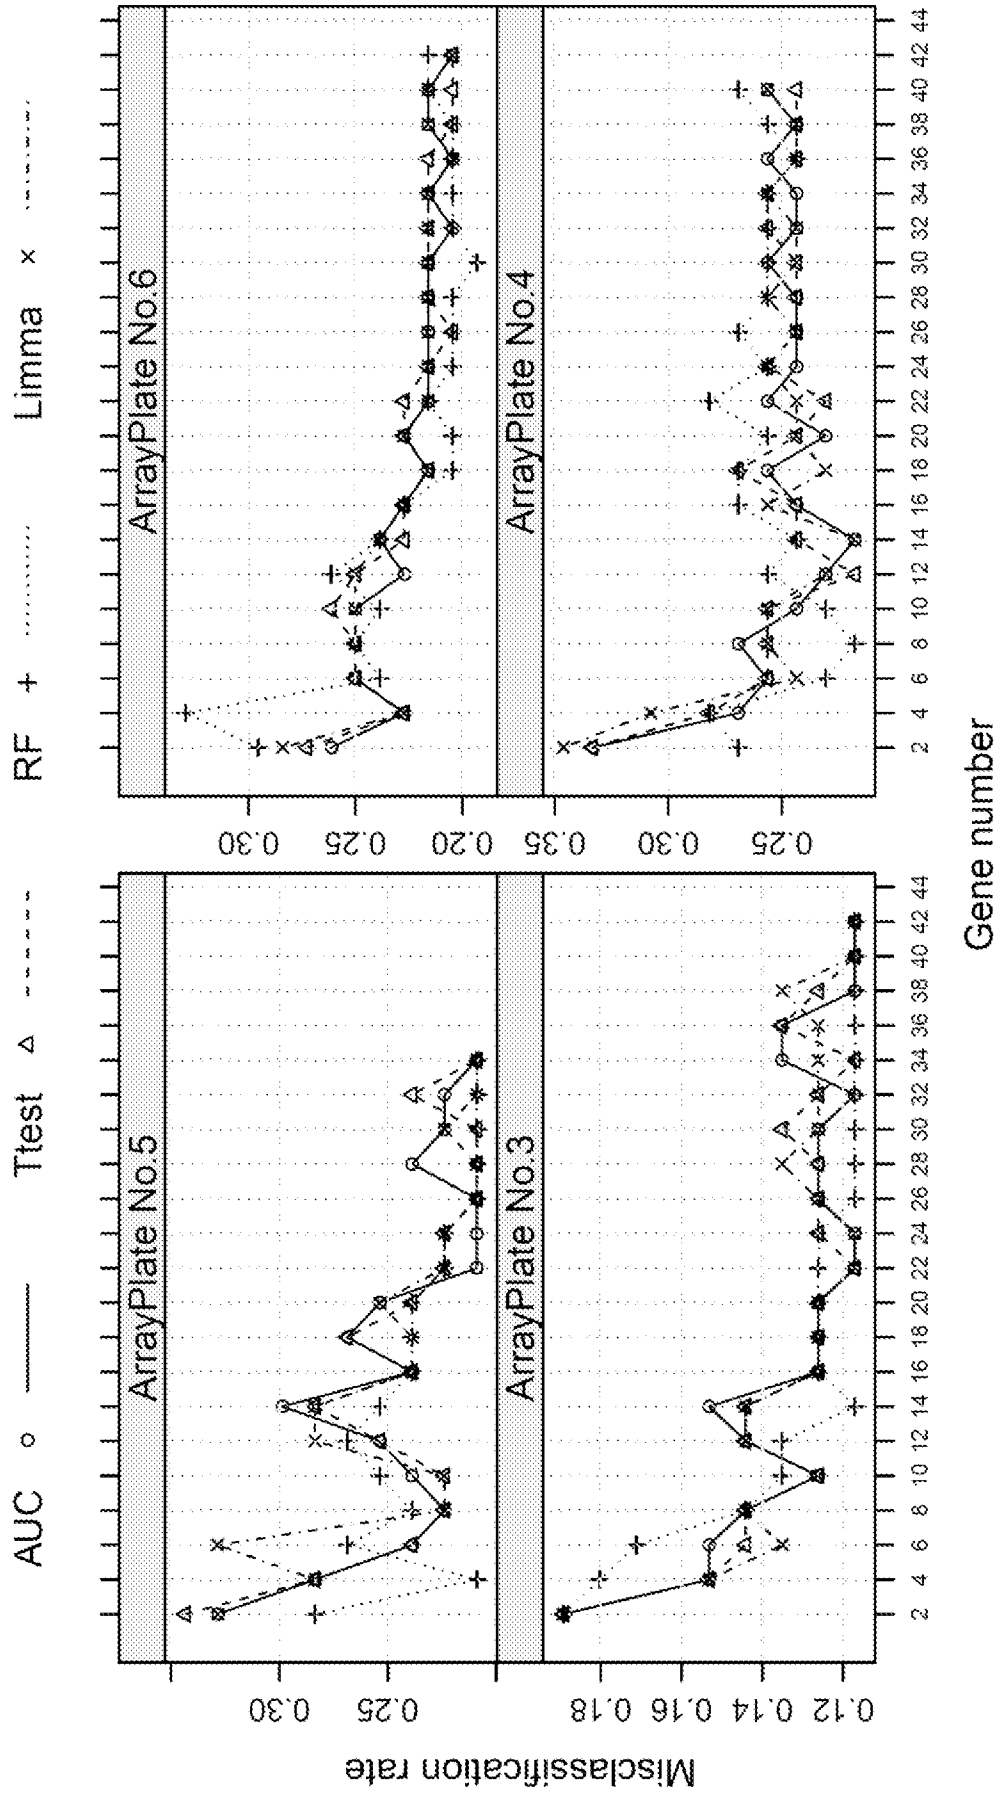 AUC Ttest RF Limma
ArrayPlate No.5
ArrayPlate No.6
0.30
0.25
0.30
0.25
0.20
ArrayPlate No.3
ArrayPlate No.4
0.18
0.16
0.14
0.12
0.35
0.30
0.25
2 4 6 8 10 12 14 16 18 20 22 24 26 28 30 32 34 36 38 40 42 44
2 4 6 8 10 12 14 16 18 20 22 24 26 28 30 32 34 36 38 40 42 44
Misclassification rate
Gene number